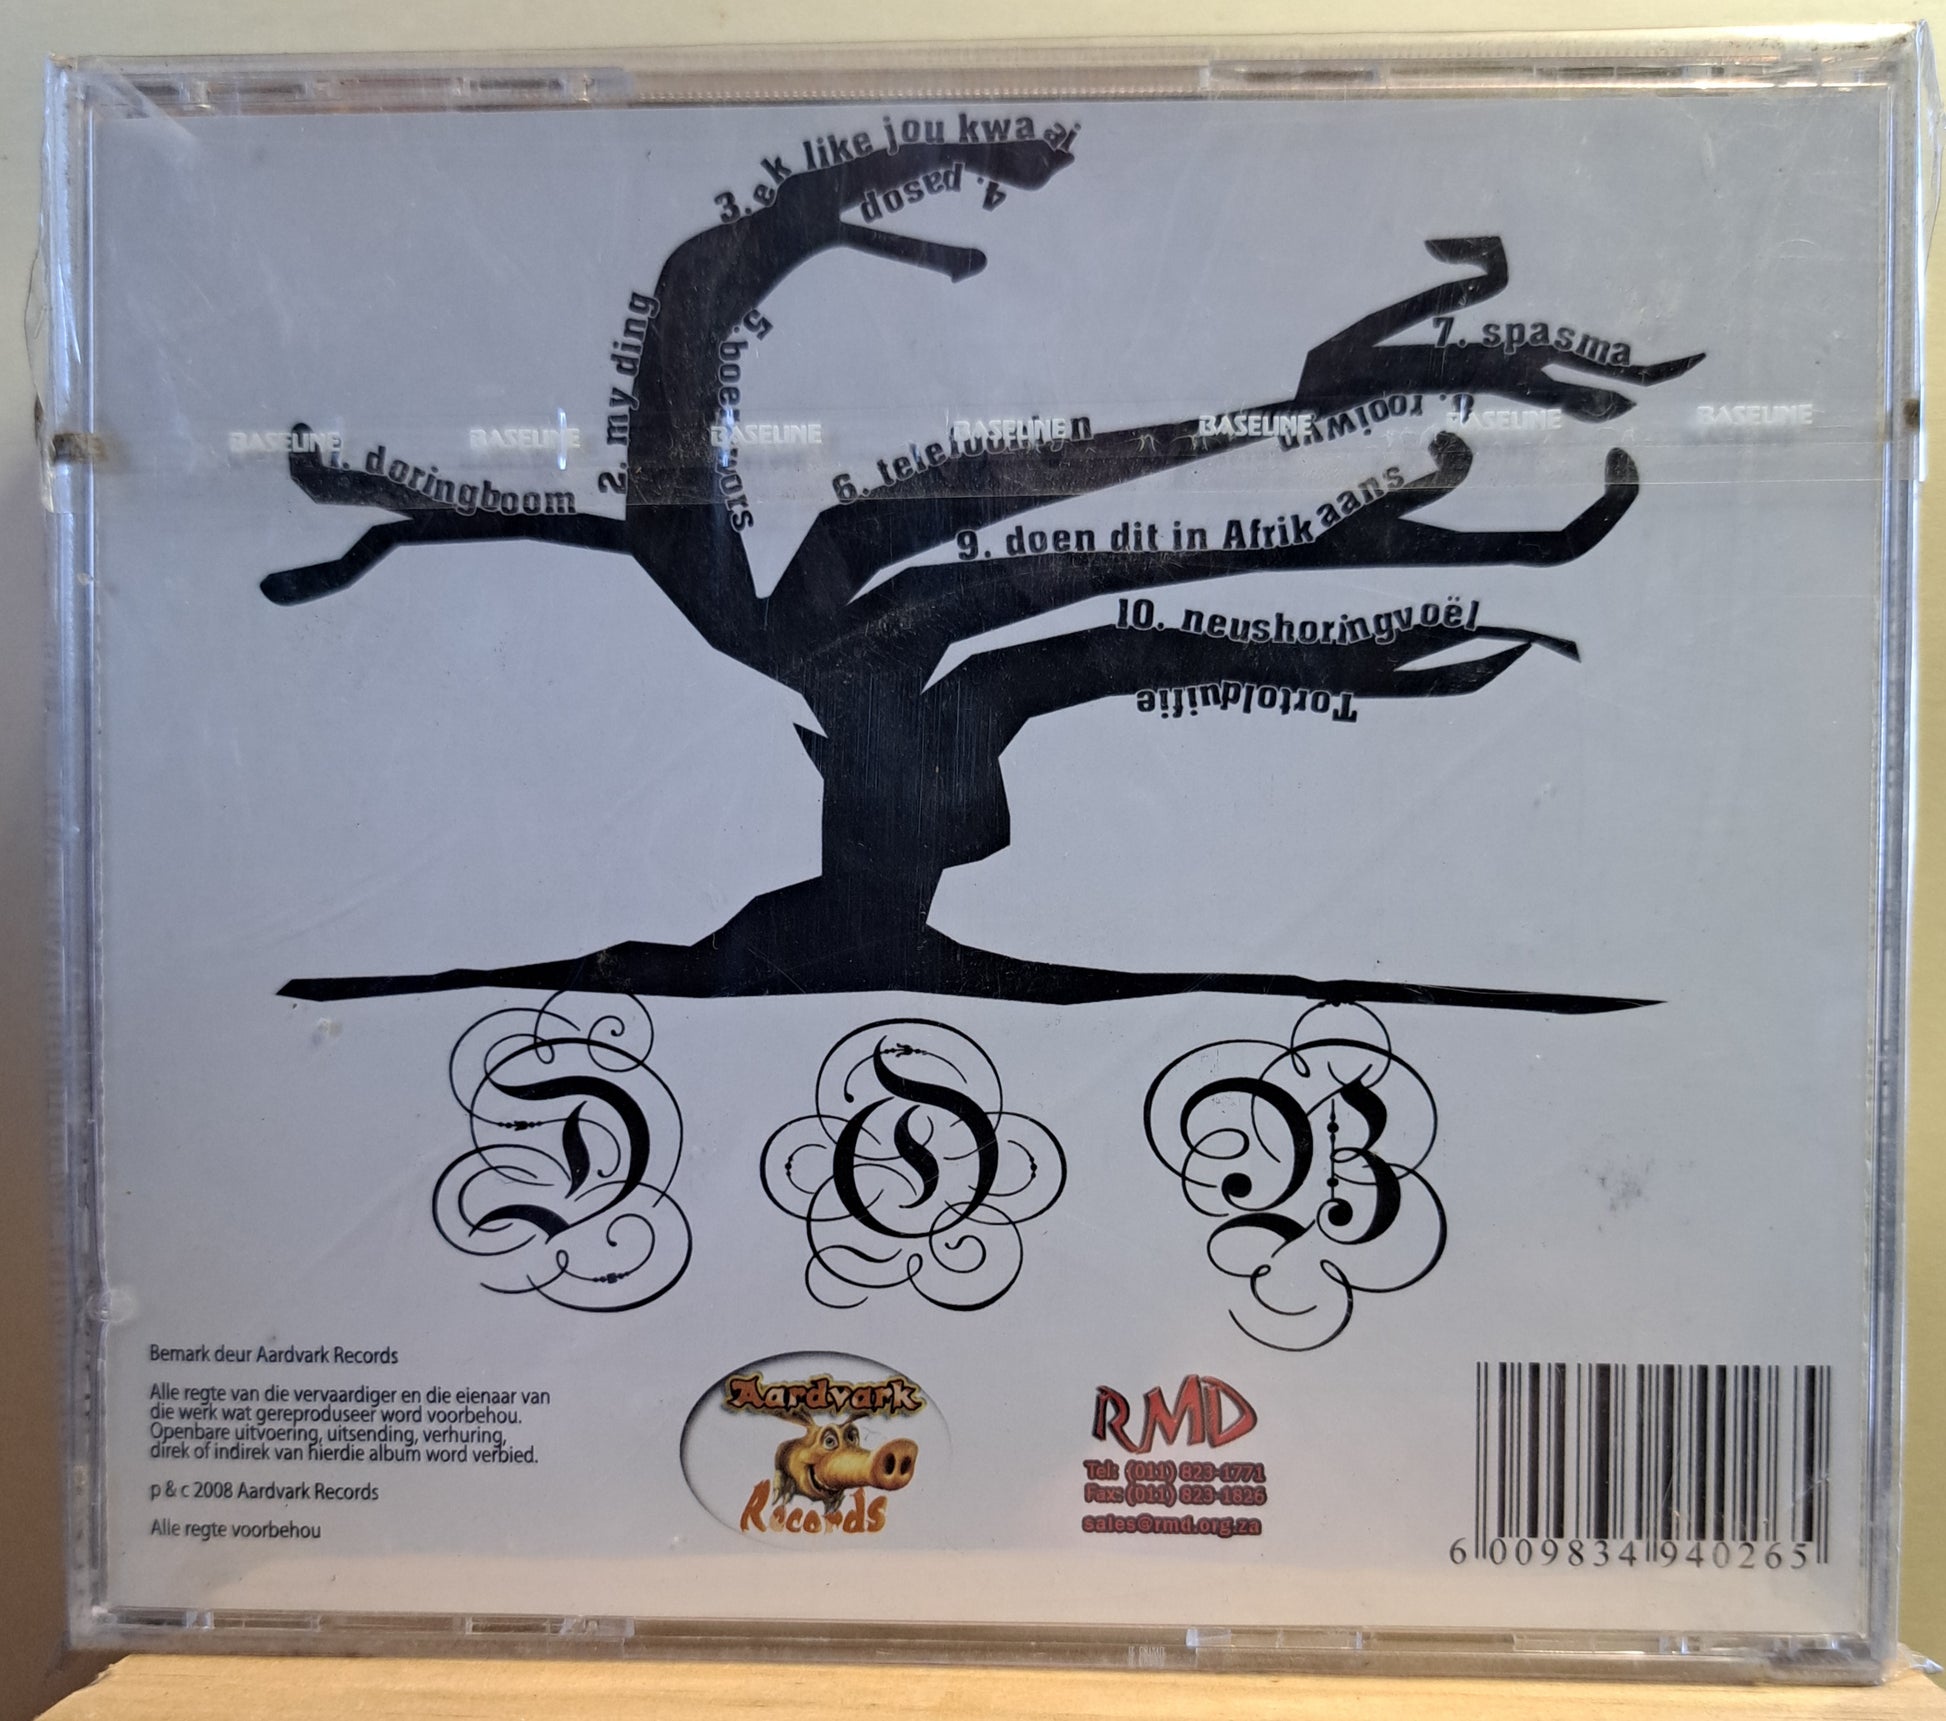 1. doringboom
2. my ding
3. ek like jou kwaai
4. pasop
5. boerewors
6. telefoon
7. spasma
8. rooiwyn
9. doen dit in Afrikaans
10. neushoringvoël
Tortelduifie
BASELINE BASELINE BASELINE BASELINE BASELINE BASELINE BASELINE
D O B
Bemark deur Aardvark Records
Alle regte van die vervaardiger en die eienaar van
die werk wat gereproduseer word voorbehou.
Openbare uitvoering, uitsending, verhuring,
direk of indirek van hierdie album word verbied.
p & c 2008 Aardvark Records
Alle regte voorbehou
Aardvark
Records
RMD
Tel: (011) 823-1771
Fax: (011) 823-1826
sales@rmd.org.za
6 009834 940265